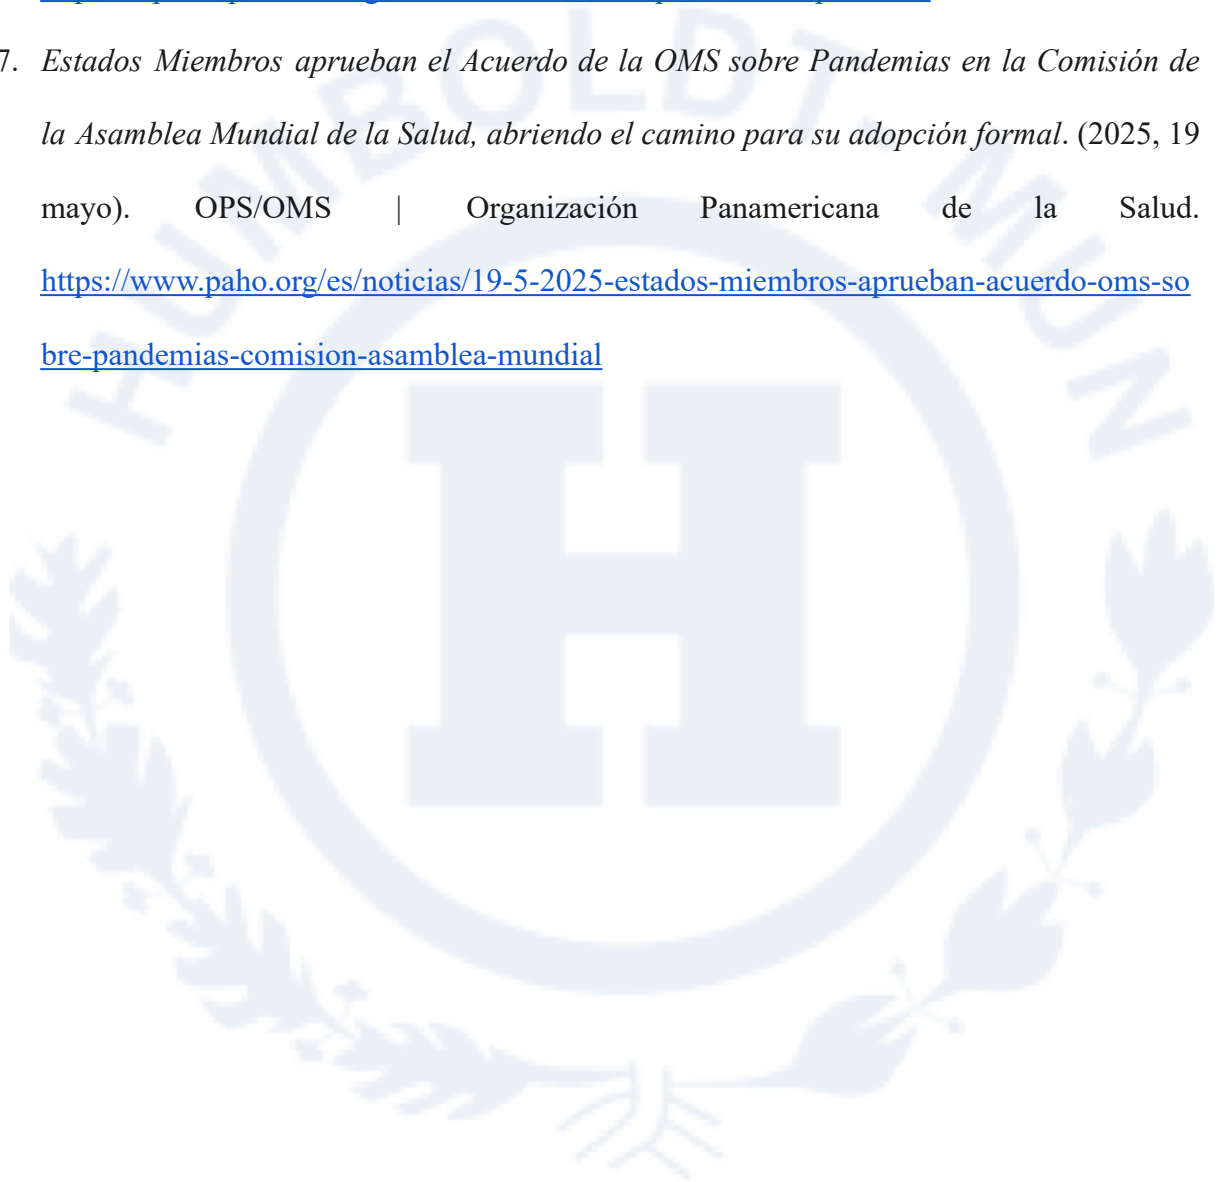 7. Estados Miembros aprueban el Acuerdo de la OMS sobre Pandemias en la Comisión de
la Asamblea Mundial de la Salud, abriendo el camino para su adopción formal. (2025, 19
mayo). OPS/OMS | Organización Panamericana de la Salud.
https://www.paho.org/es/noticias/19-5-2025-estados-miembros-aprueban-acuerdo-oms-so
bre-pandemias-comision-asamblea-mundial
HUMBOLDT MUN
H